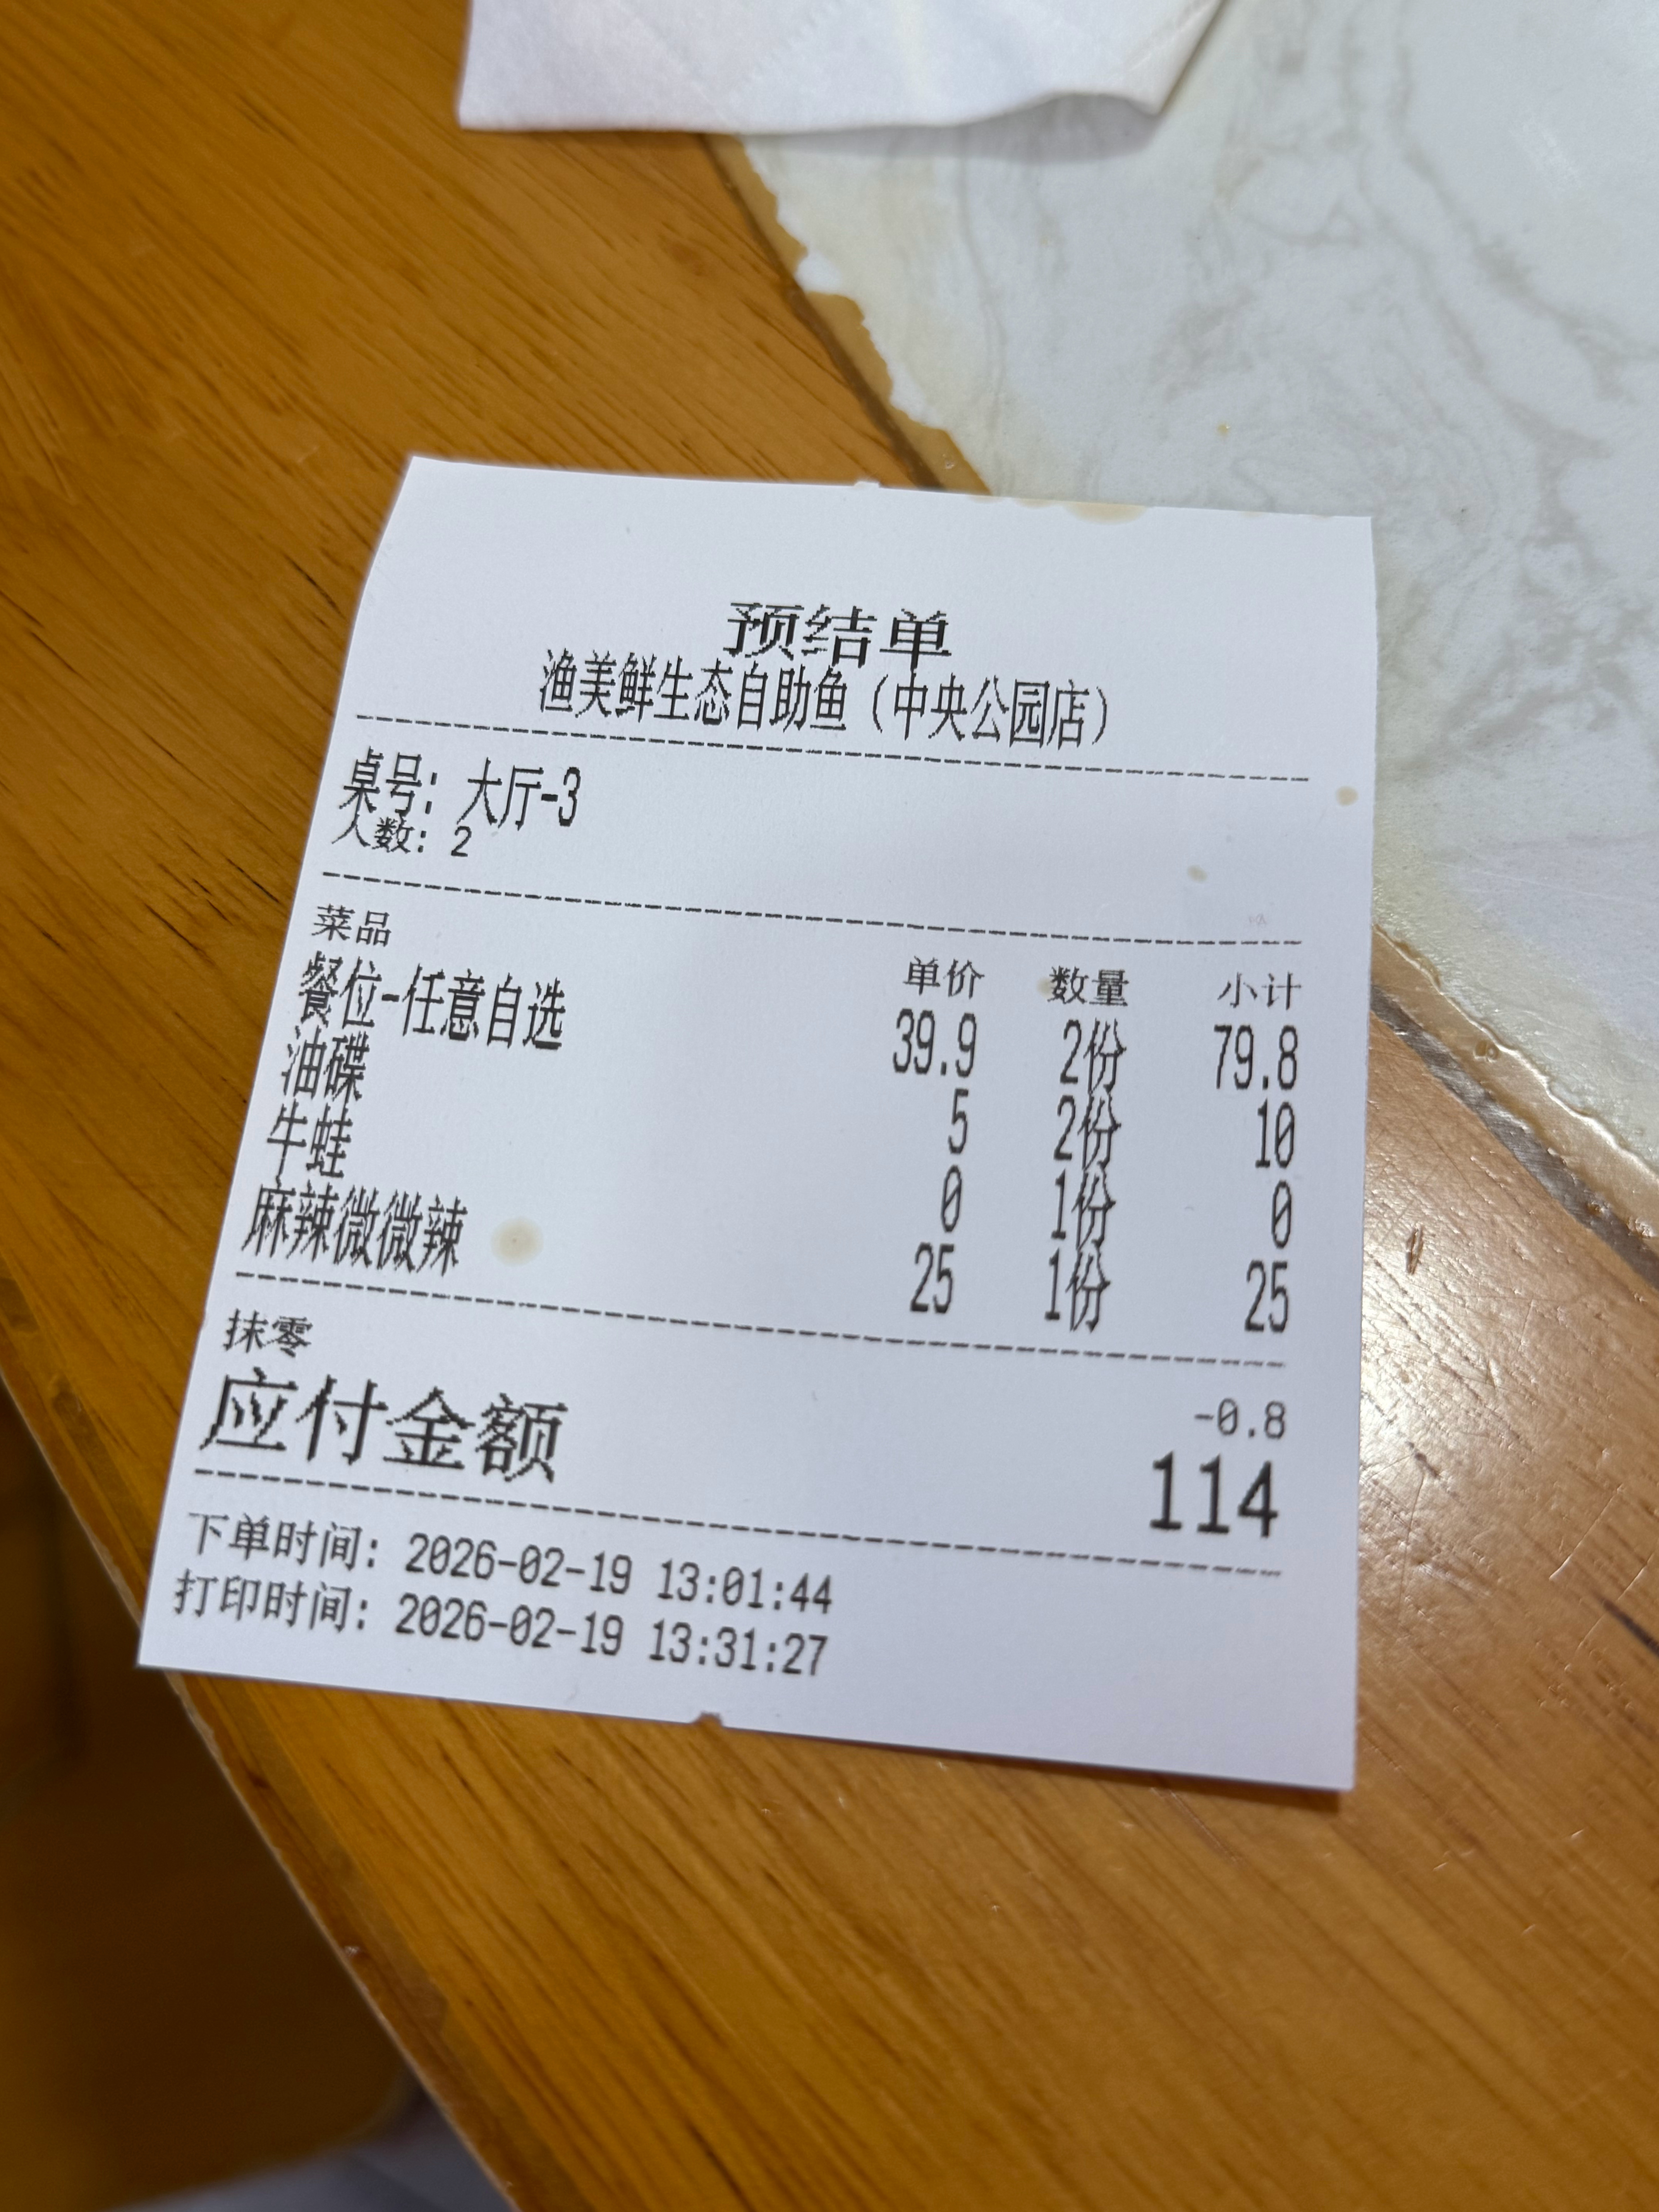 预结单
渔美鲜生态自助鱼（中央公园店）
桌号：大厅-3
人数：2
菜品 单价 数量 小计
餐位-任意自选 39.9 2份 79.8
油碟 5 2份 10
牛蛙 0 1份 0
麻辣微微辣 25 1份 25
抹零 -0.8
应付金额 114
下单时间：2026-02-19 13:01:44
打印时间：2026-02-19 13:31:27